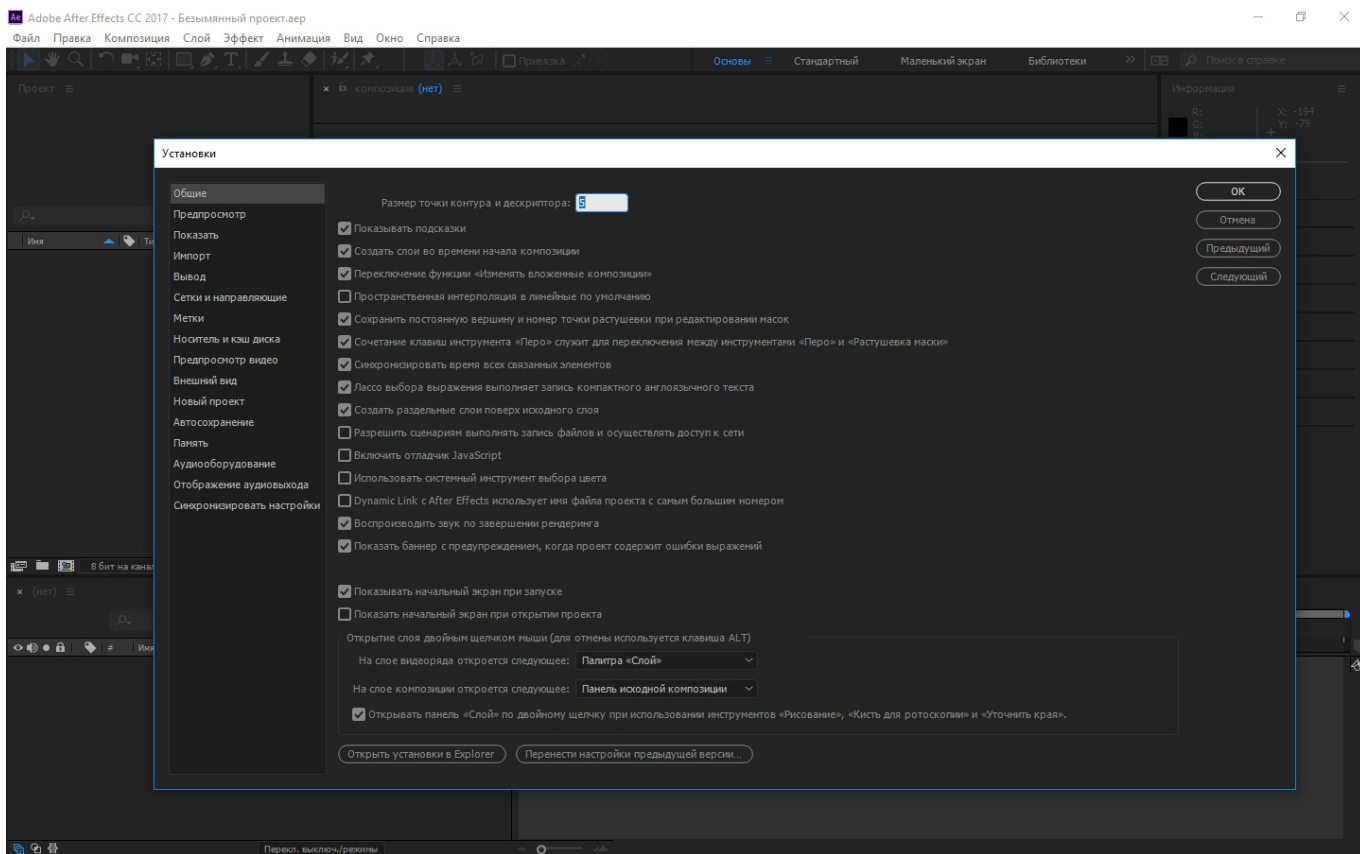 Ae Adobe After Effects CC 2017 - Безымянный проект.aep
Файл Правка Композиция Слой Эффект Анимация Вид Окно Справка
Привязка Основы Стандартный Маленький экран Библиотеки Поиск в справке
Проект композиция (нет) Информация
R: X: -194
G: Y: -79
Установки
Общие
Предпросмотр
Показать
Импорт
Вывод
Сетки и направляющие
Метки
Носитель и кэш диска
Предпросмотр видео
Внешний вид
Новый проект
Автосохранение
Память
Аудиооборудование
Отображение аудиовыхода
Синхронизировать настройки
Размер точки контура и дескриптора: 5
Показывать подсказки
Создать слои во времени начала композиции
Переключение функции «Изменять вложенные композиции»
Пространственная интерполяция в линейные по умолчанию
Сохранить постоянную вершину и номер точки растушевки при редактировании масок
Сочетание клавиш инструмента «Перо» служит для переключения между инструментами «Перо» и «Растушевка маски»
Синхронизировать время всех связанных элементов
Лассо выбора выражения выполняет запись компактного англоязычного текста
Создать раздельные слои поверх исходного слоя
Разрешить сценариям выполнять запись файлов и осуществлять доступ к сети
Включить отладчик JavaScript
Использовать системный инструмент выбора цвета
Dynamic Link с After Effects использует имя файла проекта с самым большим номером
Воспроизводить звук по завершении рендеринга
Показать баннер с предупреждением, когда проект содержит ошибки выражений
Показывать начальный экран при запуске
Показать начальный экран при открытии проекта
Открытие слоя двойным щелчком мыши (для отмены используется клавиша ALT)
На слое видеоряда откроется следующее: Палитра «Слой»
На слое композиции откроется следующее: Панель исходной композиции
Открывать панель «Слой» по двойному щелчку при использовании инструментов «Рисование», «Кисть для ротоскопии» и «Уточнить края».
Открыть установки в Explorer Перенести настройки предыдущей версии...
OK
Отмена
Предыдущий
Следующий
Имя
8 бит на канал
(нет)
# Имя
Перекл. выключ./режимы